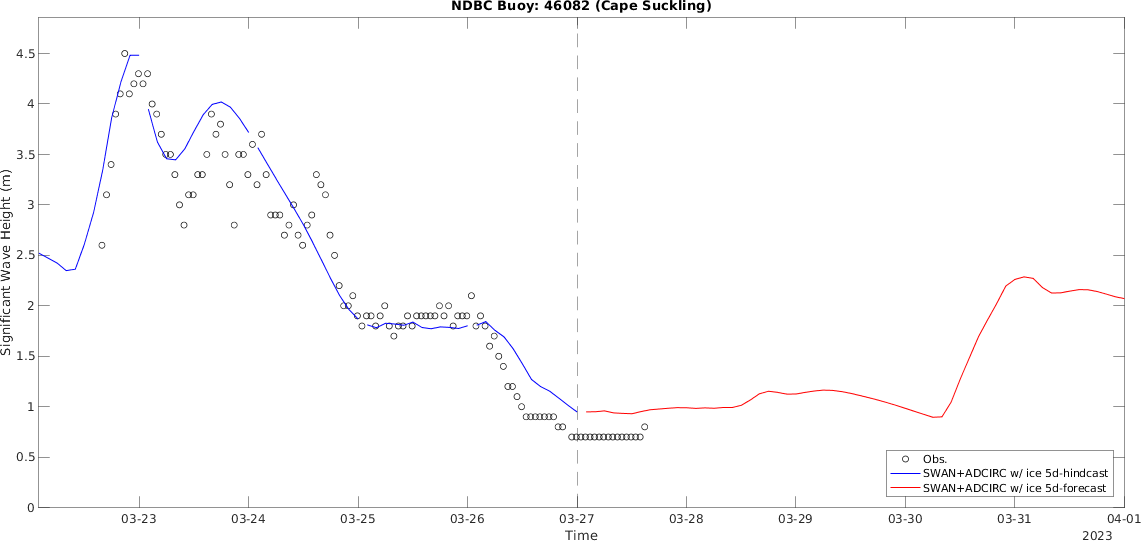 NDBC Buoy: 46082 (Cape Suckling)
Significant Wave Height (m)
4.5
4
3.5
3
2.5
2
1.5
1
0.5
0
Obs.
SWAN+ADCIRC w/ ice 5d-hindcast
SWAN+ADCIRC w/ ice 5d-forecast
03-23 03-24 03-25 03-26 03-27 03-28 03-29 03-30 03-31 04-01
Time
2023